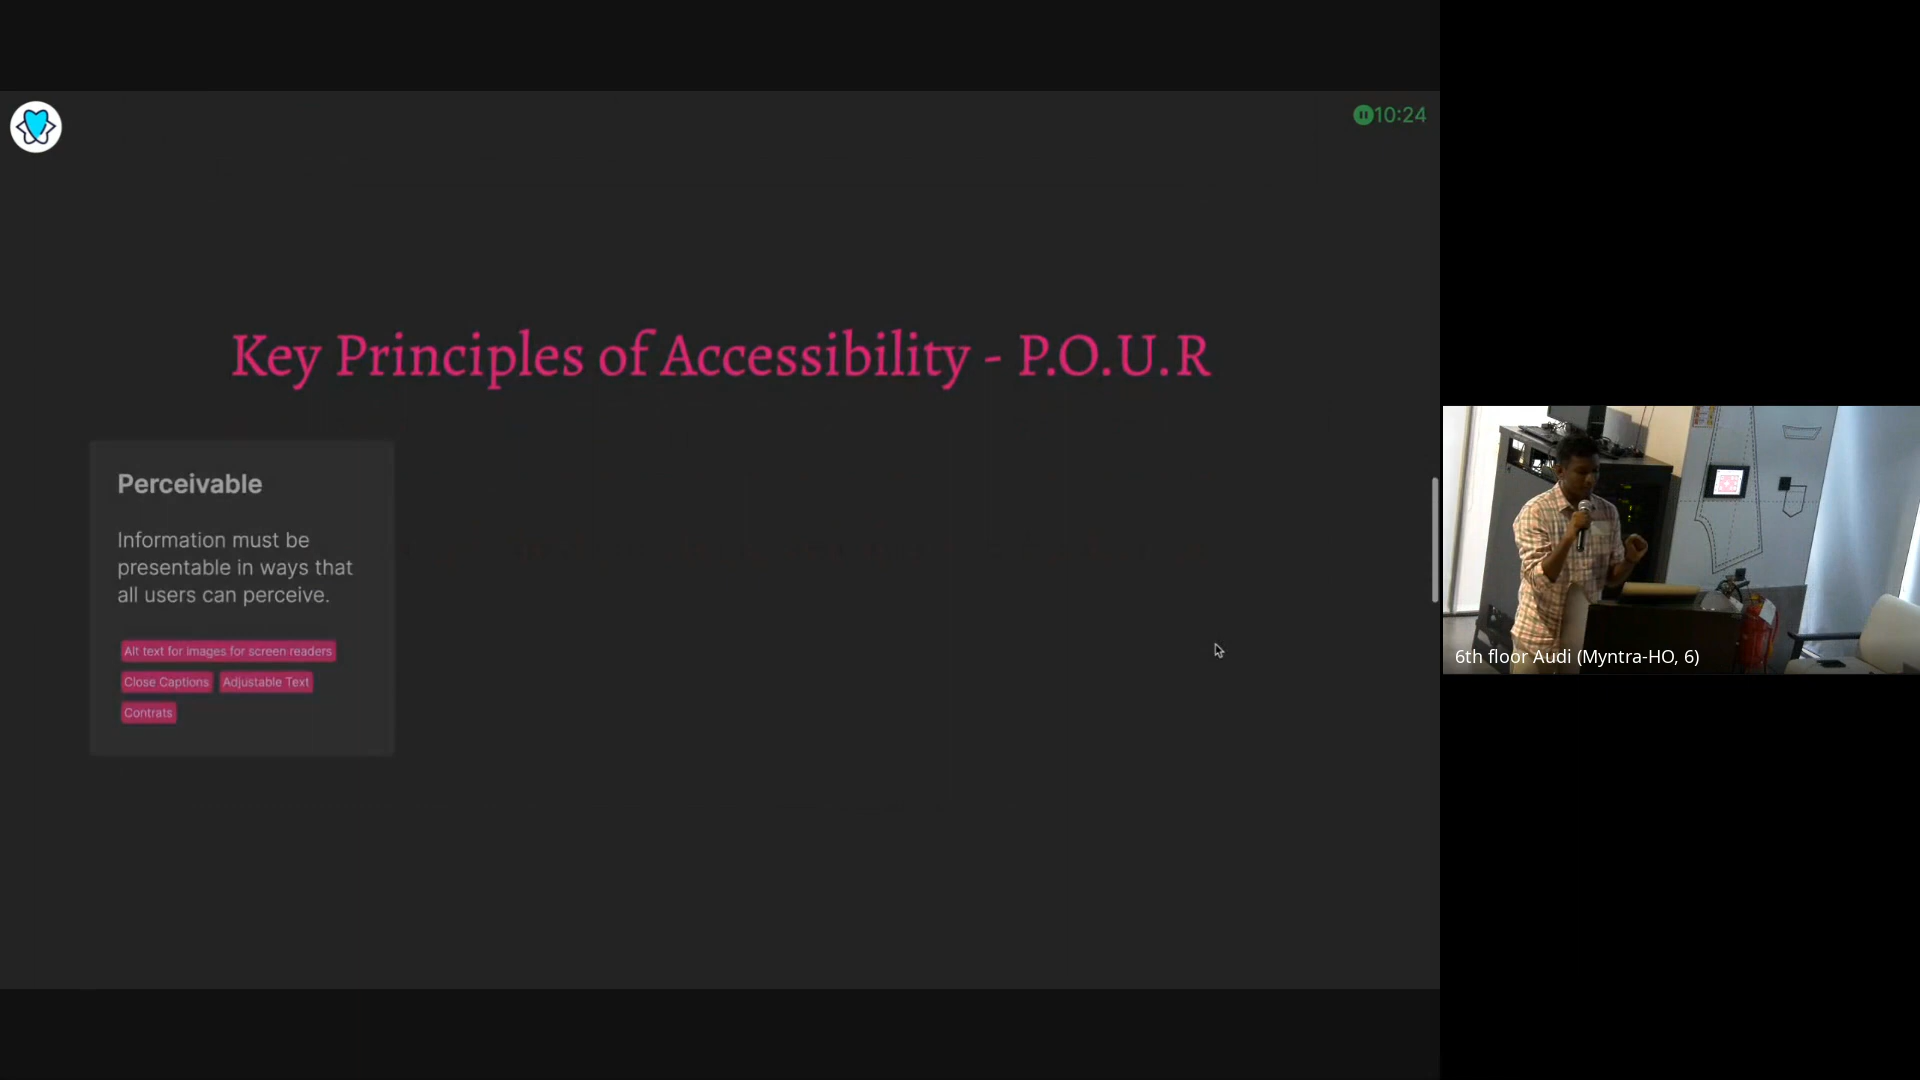 10:24
Key Principles of Accessibility - P.O.U.R
Perceivable
Information must be
presentable in ways that
all users can perceive.
Alt text for images for screen readers
Close Captions Adjustable Text
Contrats
6th floor Audi (Myntra-HO, 6)